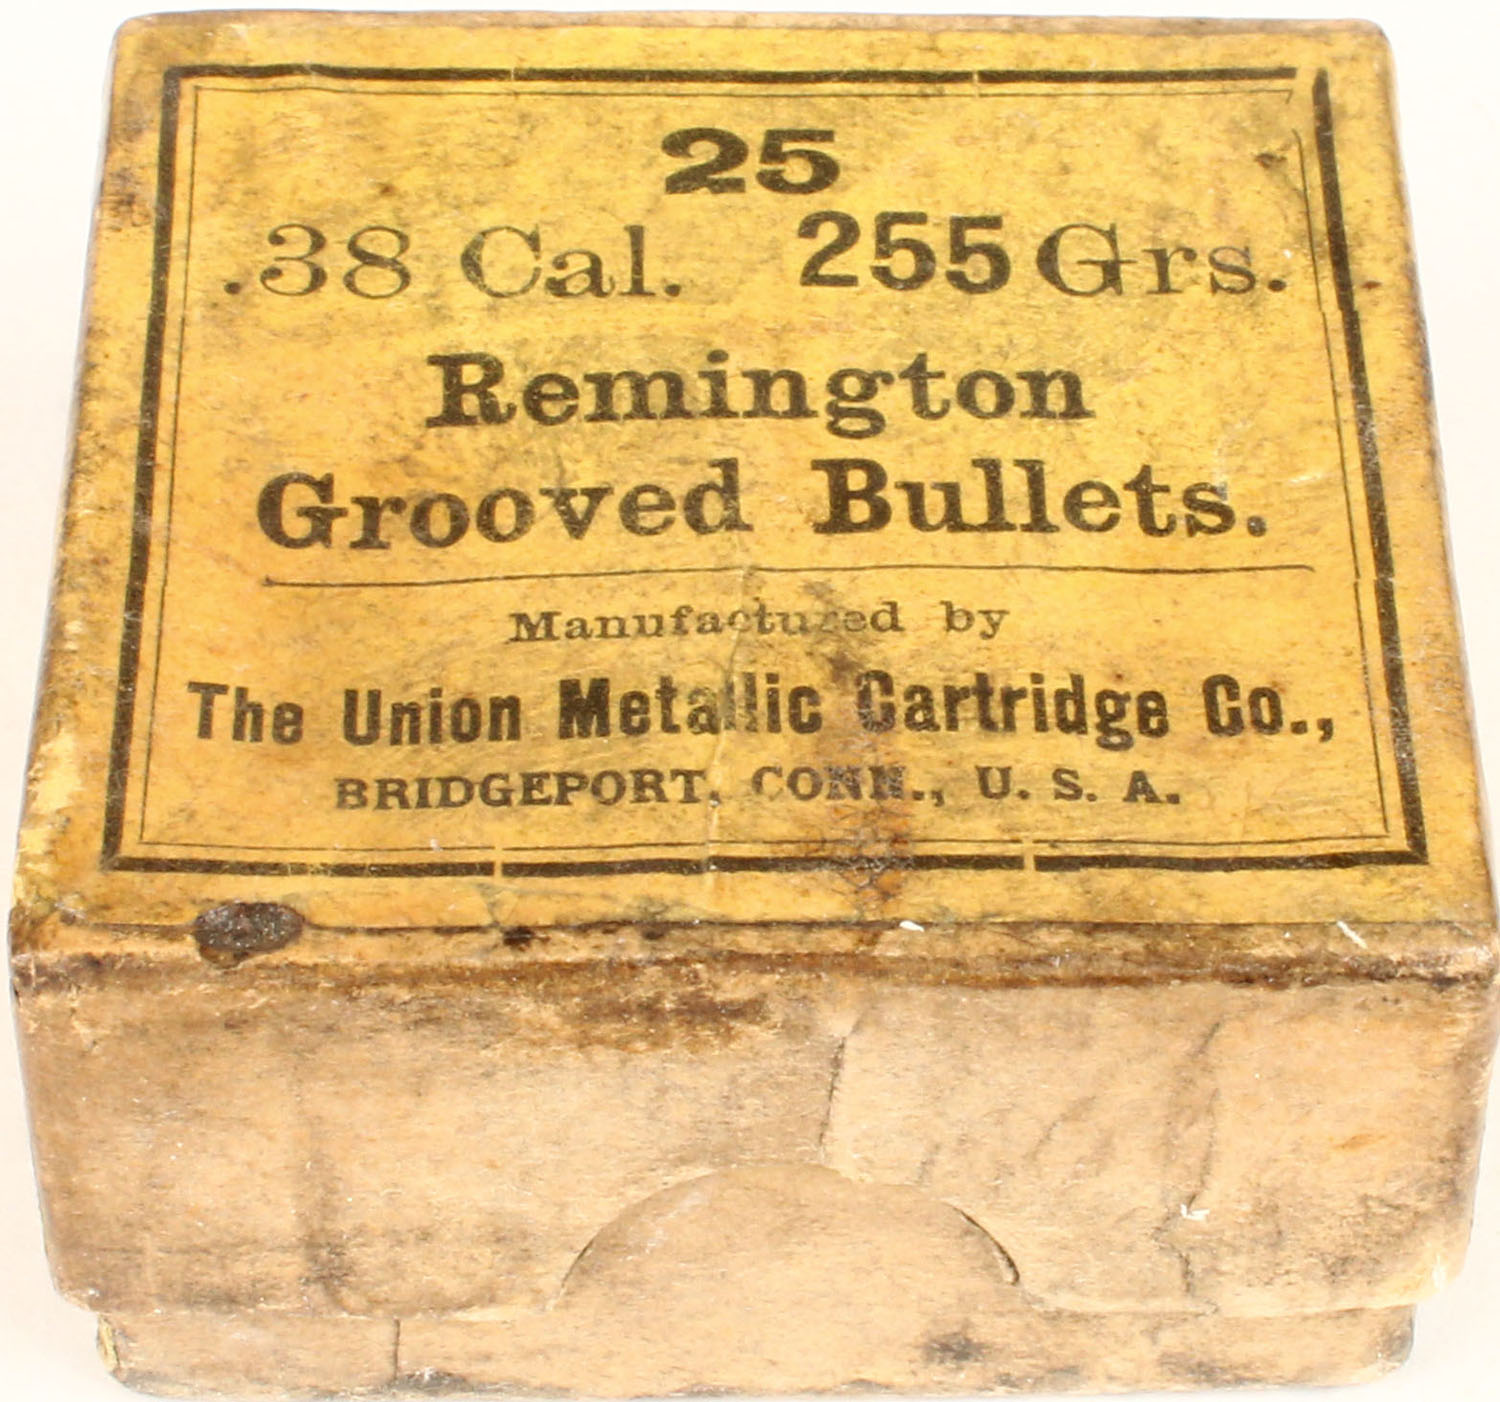 25
.38 Cal. 255 Grs.
Remington
Grooved Bullets.
Manufactured by
The Union Metallic Cartridge Co.,
BRIDGEPORT, CONN., U. S. A.